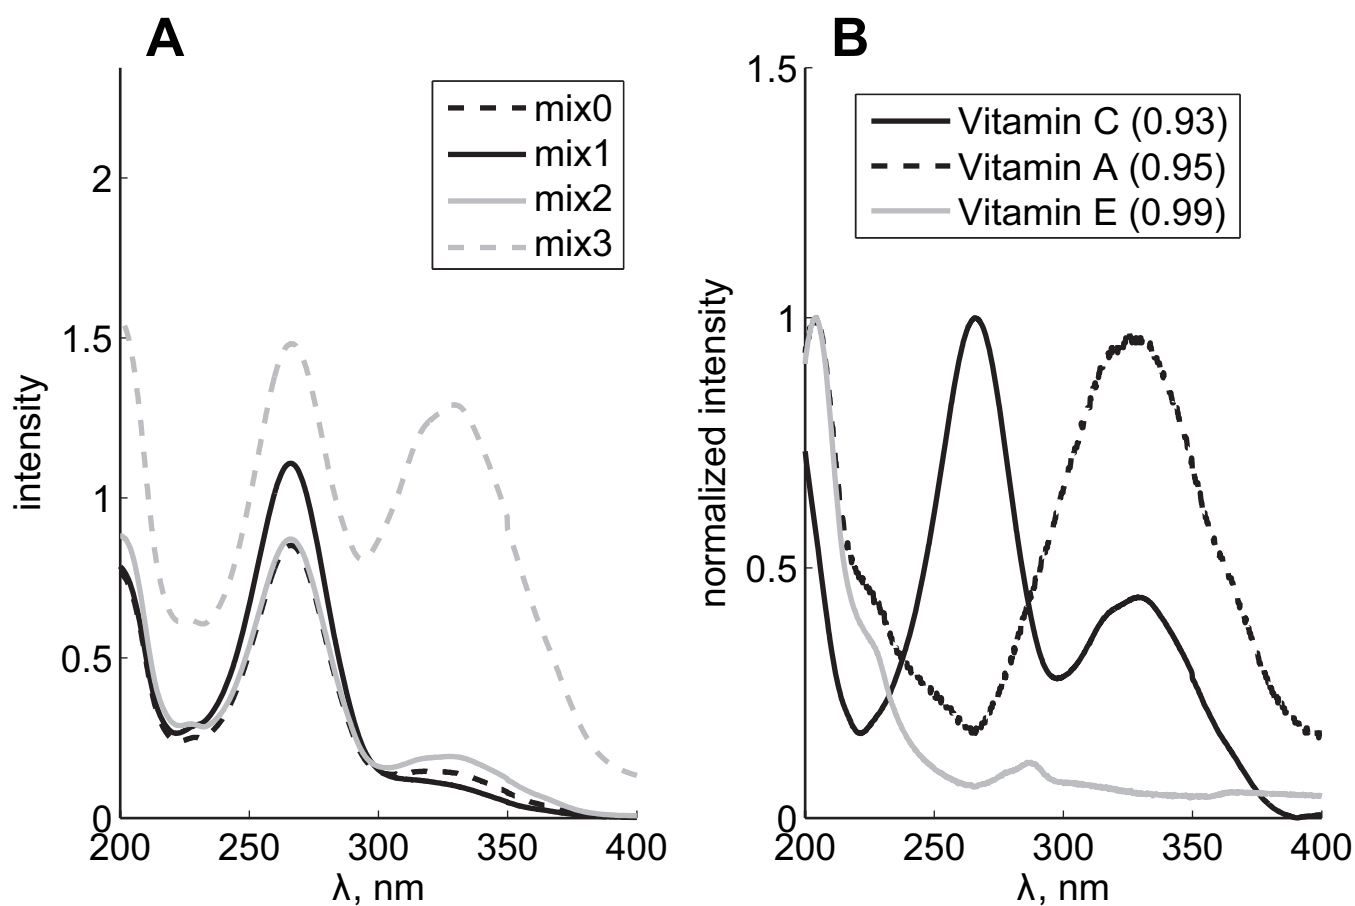 A
intensity
2
1.5
1
0.5
0
200
250
300
350
400
λ, nm
mix0
mix1
mix2
mix3
B
normalized intensity
1.5
1
0.5
0
200
250
300
350
400
λ, nm
Vitamin C (0.93)
Vitamin A (0.95)
Vitamin E (0.99)